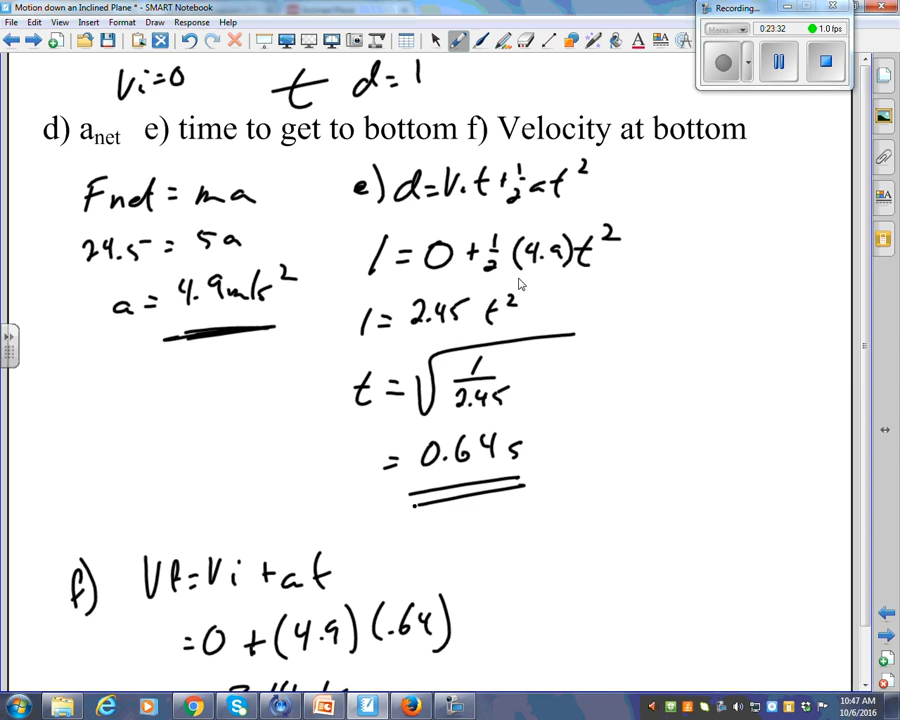 Motion down an Inclined Plane * - SMART Notebook
File Edit View Insert Format Draw Response Help
Recording...
Menu
0:23:32
1.0 fps
Vi=0 t d=1
d) anet e) time to get to bottom f) Velocity at bottom
Fnet = ma
24.5 = 5a
a = 4.9m/s²
e) d=Vit+½at²
1 = 0 + ½ (4.9)t²
1 = 2.45 t²
t = √1/2.45
= 0.64 s
f) Vf=Vi +at
= 0 + (4.9) (.64)
10:47 AM
10/6/2016